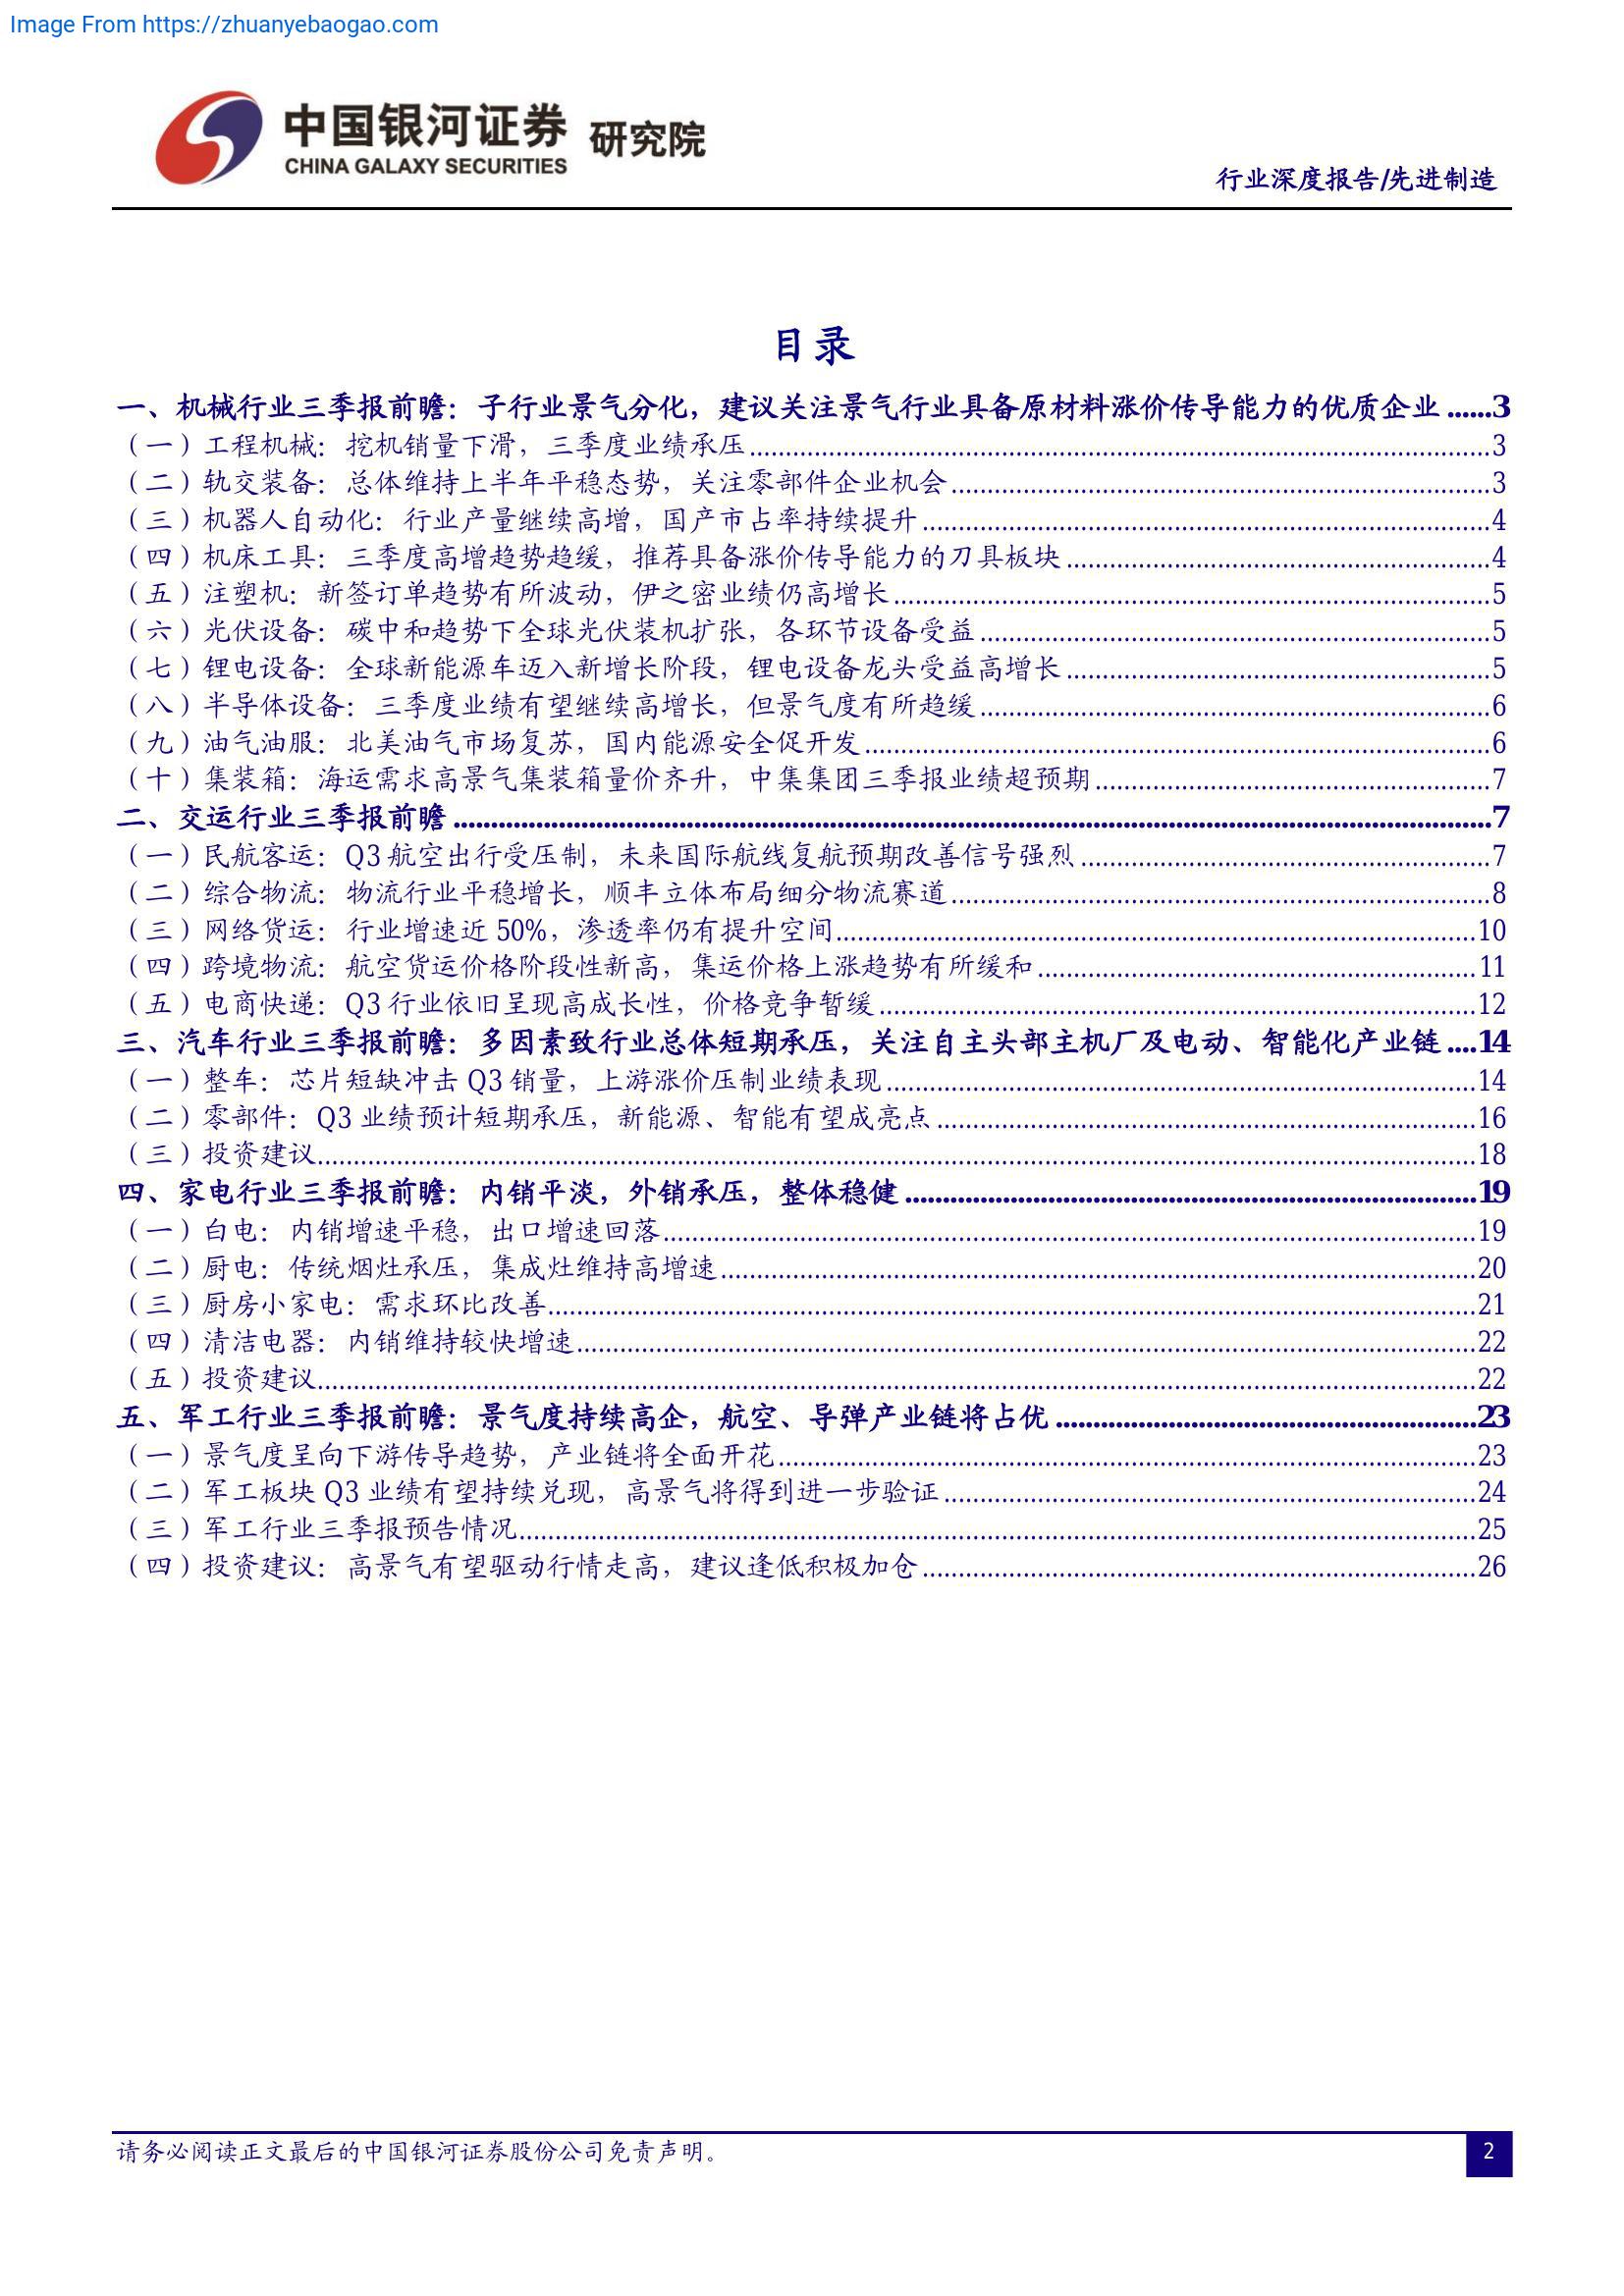 Image From https://zhuanyebaogao.com
中国银河证券 研究院
CHINA GALAXY SECURITIES
行业深度报告/先进制造
目录
一、机械行业三季报前瞻：子行业景气分化，建议关注景气行业具备原材料涨价传导能力的优质企业......3
（一）工程机械：挖机销量下滑，三季度业绩承压......3
（二）轨交装备：总体维持上半年平稳态势，关注零部件企业机会......3
（三）机器人自动化：行业产量继续高增，国产市占率持续提升......4
（四）机床工具：三季度高增趋势趋缓，推荐具备涨价传导能力的刀具板块......4
（五）注塑机：新签订单趋势有所波动，伊之密业绩仍高增长......5
（六）光伏设备：碳中和趋势下全球光伏装机扩张，各环节设备受益......5
（七）锂电设备：全球新能源车迈入新增长阶段，锂电设备龙头受益高增长......5
（八）半导体设备：三季度业绩有望继续高增长，但景气度有所趋缓......6
（九）油气油服：北美油气市场复苏，国内能源安全促开发......6
（十）集装箱：海运需求高景气集装箱量价齐升，中集集团三季报业绩超预期......7
二、交运行业三季报前瞻......7
（一）民航客运：Q3航空出行受压制，未来国际航线复航预期改善信号强烈......7
（二）综合物流：物流行业平稳增长，顺丰立体布局细分物流赛道......8
（三）网络货运：行业增速近 50%，渗透率仍有提升空间......10
（四）跨境物流：航空货运价格阶段性新高，集运价格上涨趋势有所缓和......11
（五）电商快递：Q3行业依旧呈现高成长性，价格竞争暂缓......12
三、汽车行业三季报前瞻：多因素致行业总体短期承压，关注自主头部主机厂及电动、智能化产业链....14
（一）整车：芯片短缺冲击 Q3 销量，上游涨价压制业绩表现......14
（二）零部件：Q3 业绩预计短期承压，新能源、智能有望成亮点......16
（三）投资建议......18
四、家电行业三季报前瞻：内销平淡，外销承压，整体稳健......19
（一）白电：内销增速平稳，出口增速回落......19
（二）厨电：传统烟灶承压，集成灶维持高增速......20
（三）厨房小家电：需求环比改善......21
（四）清洁电器：内销维持较快增速......22
（五）投资建议......22
五、军工行业三季报前瞻：景气度持续高企，航空、导弹产业链将占优......23
（一）景气度呈向下游传导趋势，产业链将全面开花......23
（二）军工板块 Q3 业绩有望持续兑现，高景气将得到进一步验证......24
（三）军工行业三季报预告情况......25
（四）投资建议：高景气有望驱动行情走高，建议逢低积极加仓......26
请务必阅读正文最后的中国银河证券股份公司免责声明。
2